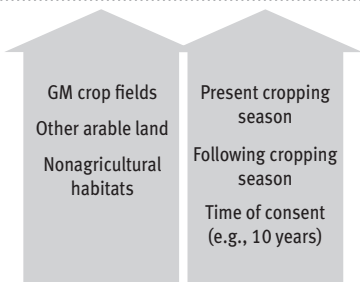 GM crop fields
Other arable land
Nonagricultural
habitats
Present cropping
season
Following cropping
season
Time of consent
(e.g., 10 years)